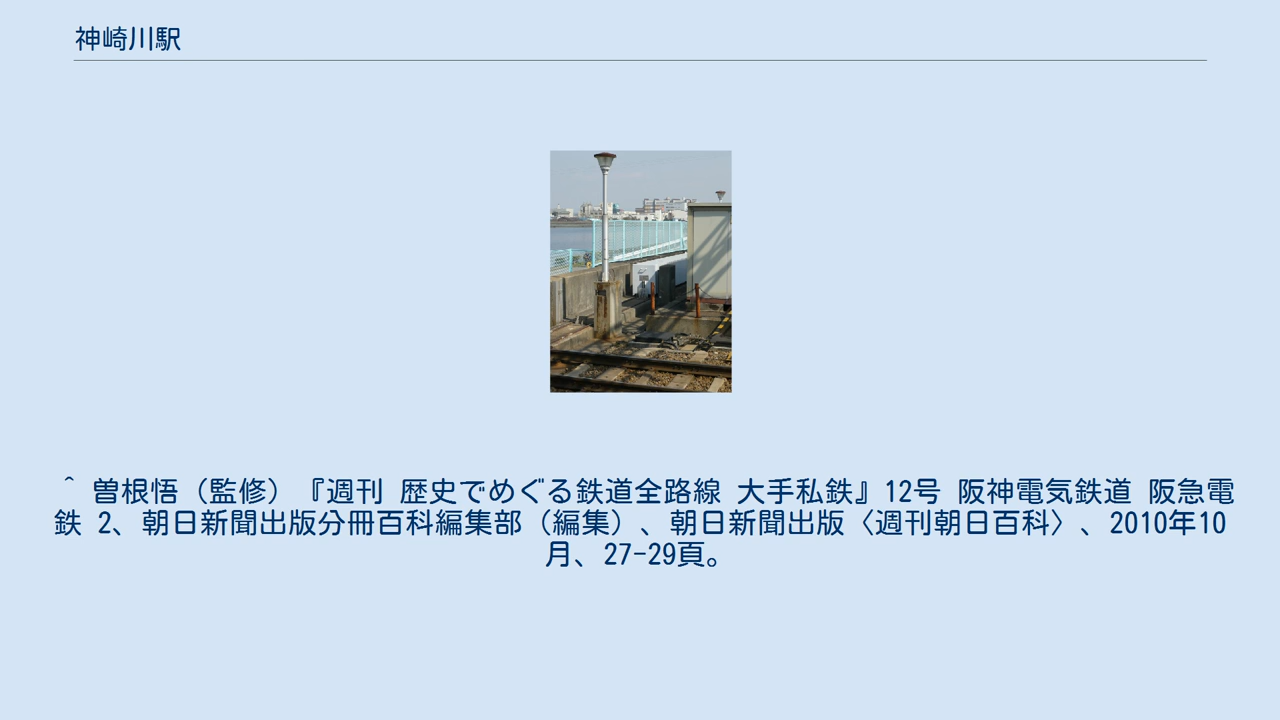 神崎川駅
^ 曽根悟（監修）『週刊 歴史でめぐる鉄道全路線 大手私鉄』12号 阪神電気鉄道 阪急電
鉄 2、朝日新聞出版分冊百科編集部（編集）、朝日新聞出版〈週刊朝日百科〉、2010年10
月、27-29頁。